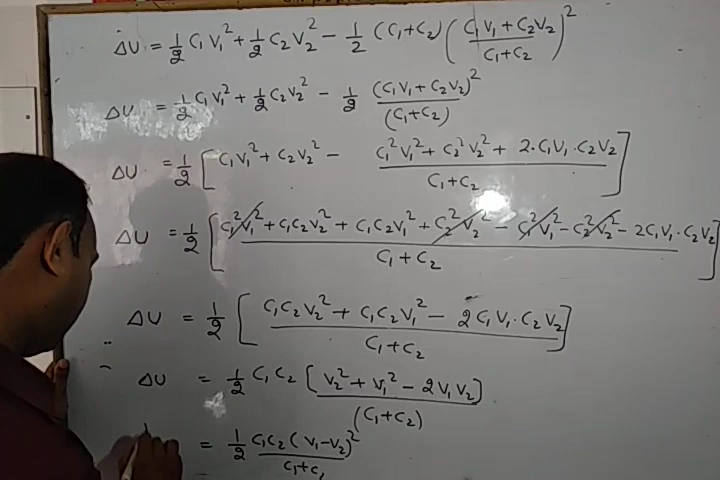 ΔU = 1/2 C₁V₁² + 1/2 C₂V₂² − 1/2 (C₁+C₂) ((C₁V₁ + C₂V₂)/(C₁+C₂))²
ΔU = 1/2 C₁V₁² + 1/2 C₂V₂² − 1/2 (C₁V₁ + C₂V₂)²/(C₁+C₂)
ΔU = 1/2 [C₁V₁² + C₂V₂² − (C₁²V₁² + C₂²V₂² + 2·C₁V₁·C₂V₂)/(C₁+C₂)]
ΔU = 1/2 [(C₁²V₁² + C₁C₂V₂² + C₁C₂V₁² + C₂²V₂² − C₁²V₁² − C₂²V₂² − 2C₁V₁·C₂V₂)/(C₁+C₂)]
ΔU = 1/2 [(C₁C₂V₂² + C₁C₂V₁² − 2C₁V₁·C₂V₂)/(C₁+C₂)]
ΔU = 1/2 C₁C₂ [V₂² + V₁² − 2V₁V₂]/(C₁+C₂)
= 1/2 C₁C₂(V₁−V₂)²/(C₁+C₂)